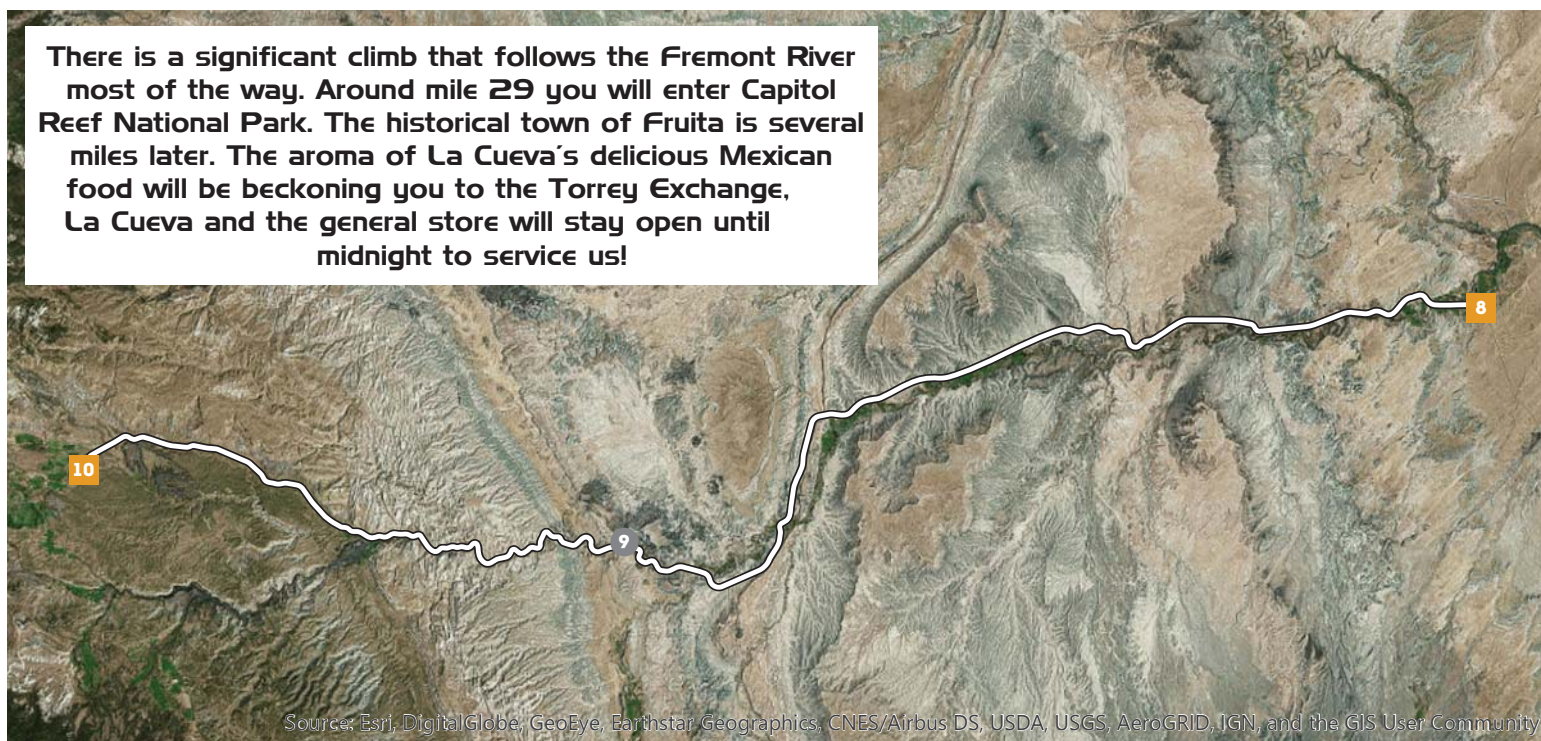 There is a significant climb that follows the Fremont River
most of the way. Around mile 29 you will enter Capitol
Reef National Park. The historical town of Fruita is several
miles later. The aroma of La Cueva´s delicious Mexican
food will be beckoning you to the Torrey Exchange,
La Cueva and the general store will stay open until
midnight to service us!
8
10
9
Source: Esri, DigitalGlobe, GeoEye, Earthstar Geographics, CNES/Airbus DS, USDA, USGS, AeroGRID, IGN, and the GIS User Community